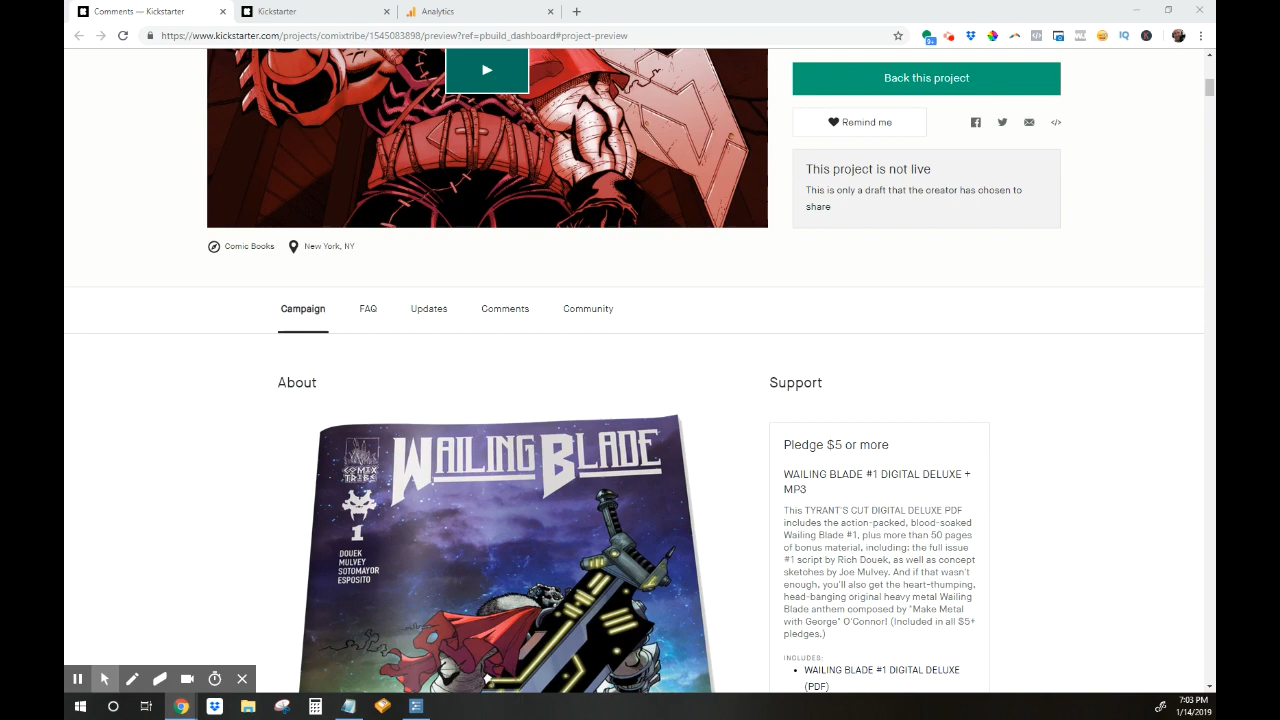 Comments — Kickstarter
Kickstarter
Analytics
https://www.kickstarter.com/projects/comixtribe/1545083898/preview?ref=pbuild_dashboard#project-preview
9+
IQ
Back this project
Remind me
This project is not live
This is only a draft that the creator has chosen to
share
Comic Books
New York, NY
Campaign
FAQ
Updates
Comments
Community
About
Support
COMIX
TRIBE
WAILING BLADE
1
DOUEK
MULVEY
SOTOMAYOR
ESPOSITO
Pledge $5 or more
WAILING BLADE #1 DIGITAL DELUXE +
MP3
This TYRANT'S CUT DIGITAL DELUXE PDF
includes the action-packed, blood-soaked
Wailing Blade #1, plus more than 50 pages
of bonus material, including: the full issue
#1 script by Rich Douek, as well as concept
sketches by Joe Mulvey. And if that wasn't
enough, you'll also get the heart-thumping,
head-banging original heavy metal Wailing
Blade anthem composed by "Make Metal
with George" O'Connor! (Included in all $5+
pledges.)
INCLUDES:
• WAILING BLADE #1 DIGITAL DELUXE
(PDF)
7:03 PM
1/14/2019